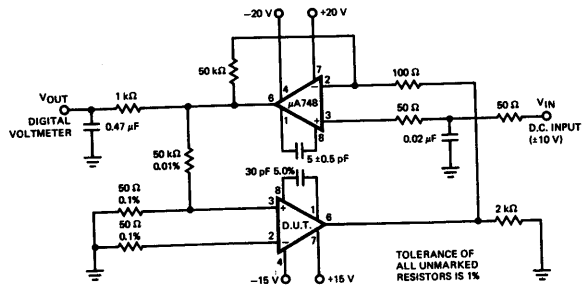 −20 V
+20 V
50 kΩ
4
7
2
−
100 Ω
VOUT
DIGITAL
VOLTMETER
1 kΩ
6
μA748
50 Ω
50 Ω
VIN
D.C. INPUT
(±10 V)
0.47 μF
1
+
3
8
0.02 μF
5 ±0.5 pF
50 kΩ
0.01%
30 pF 5.0%
50 Ω
0.1%
8
3
+
1
6
2 kΩ
50 Ω
0.1%
D.U.T.
2
−
7
4
−15 V
+15 V
TOLERANCE OF
ALL UNMARKED
RESISTORS IS 1%